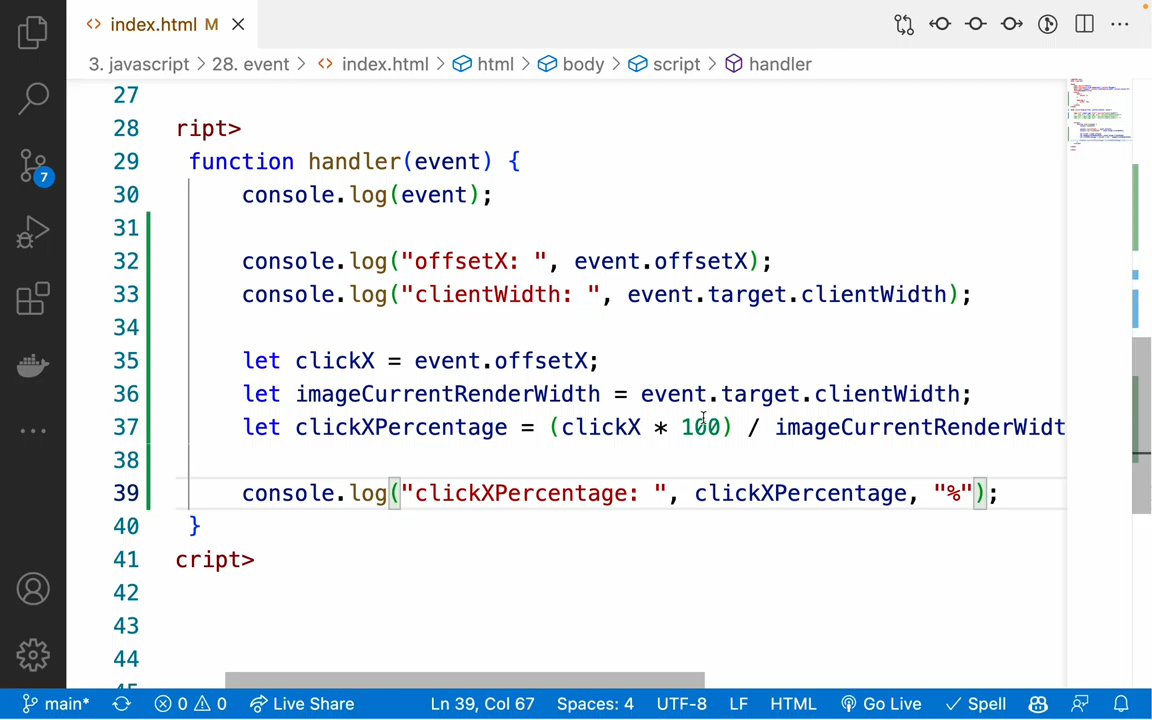 index.html M
3. javascript > 28. event > index.html > html > body > script > handler
27
28 ript>
29 function handler(event) {
30 console.log(event);
31
32 console.log("offsetX: ", event.offsetX);
33 console.log("clientWidth: ", event.target.clientWidth);
34
35 let clickX = event.offsetX;
36 let imageCurrentRenderWidth = event.target.clientWidth;
37 let clickXPercentage = (clickX * 100) / imageCurrentRenderWidt
38
39 console.log("clickXPercentage: ", clickXPercentage, "%");
40 }
41 cript>
42
43
44
7
main* 0 0 Live Share Ln 39, Col 67 Spaces: 4 UTF-8 LF HTML Go Live Spell